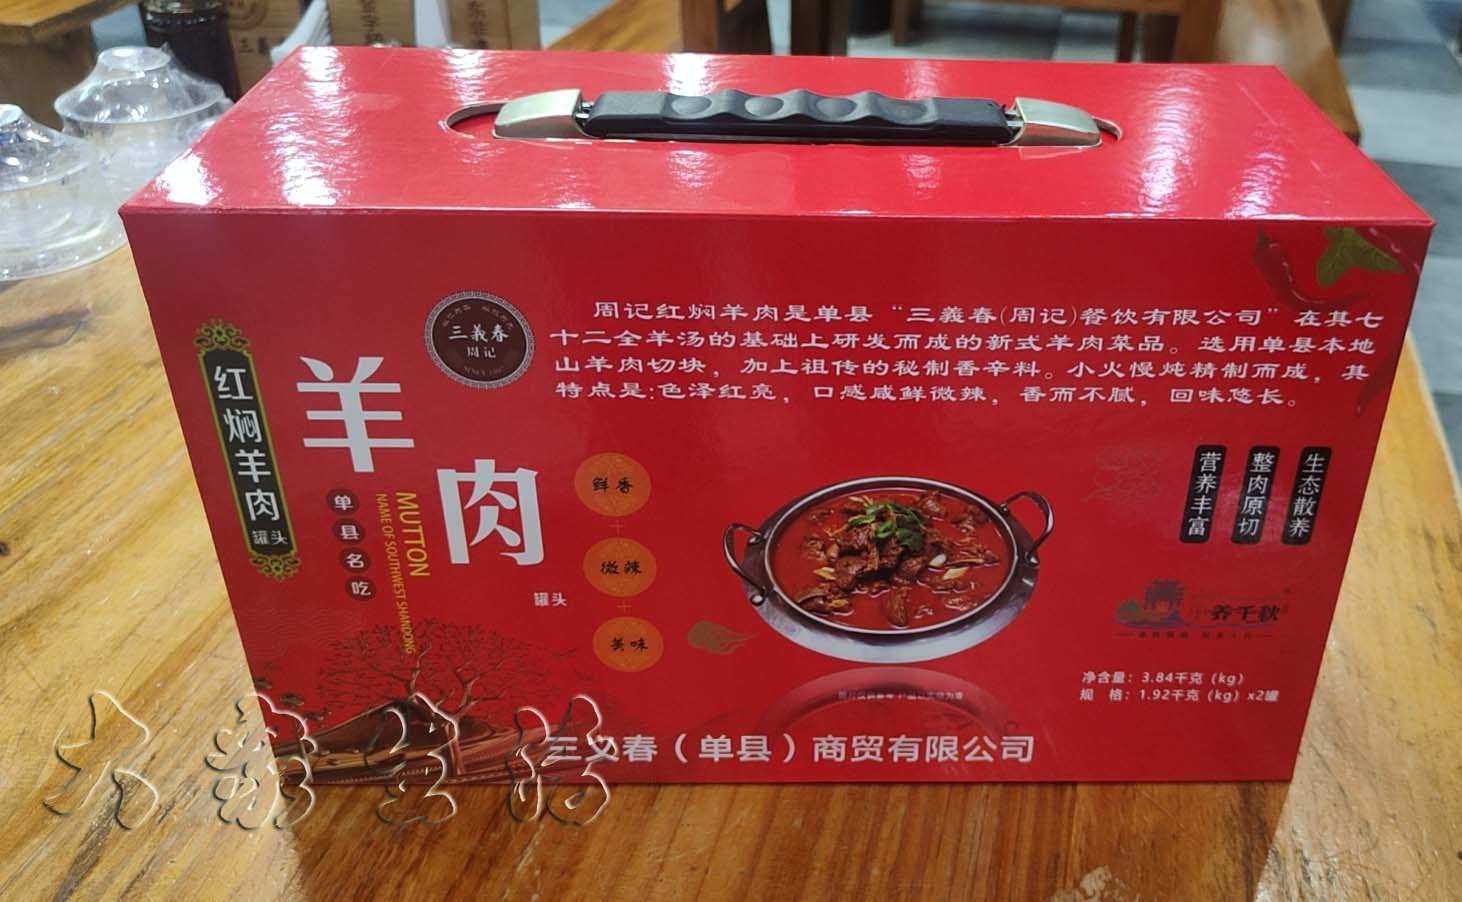 三義春
周记
SINCE 1967
周记红焖羊肉是单县“三義春(周记)餐饮有限公司”在其七
十二全羊汤的基础上研发而成的新式羊肉菜品。选用单县本地
山羊肉切块，加上祖传的秘制香辛料。小火慢炖精制而成，其
特点是:色泽红亮，口感咸鲜微辣，香而不腻，回味悠长。
红焖羊肉
罐头
羊肉
罐头
单县名吃
MUTTON
NAME OF SOUTHWEST SHANDONG
鲜香
+
微辣
+
美味
生态散养
整肉原切
营养丰富
养千秋
净含量：3.84千克（kg）
规 格：1.92千克（kg）x2罐
三义春（单县）商贸有限公司
三義